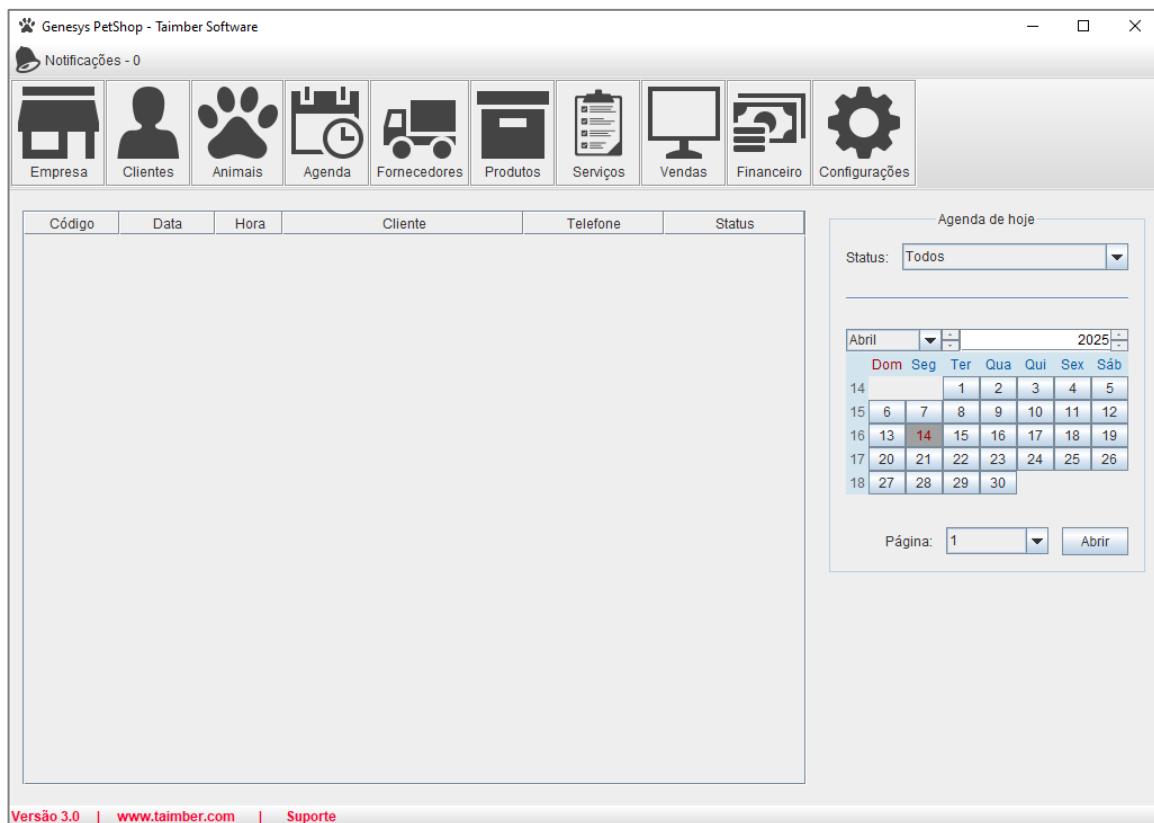 Genesys PetShop - Taimber Software
Notificações - 0
Empresa Clientes Animais Agenda Fornecedores Produtos Serviços Vendas Financeiro Configurações
Código Data Hora Cliente Telefone Status
Agenda de hoje
Status: Todos
Abril 2025
Dom Seg Ter Qua Qui Sex Sáb
14 1 2 3 4 5
15 6 7 8 9 10 11 12
16 13 14 15 16 17 18 19
17 20 21 22 23 24 25 26
18 27 28 29 30
Página: 1 Abrir
Versão 3.0 | www.taimber.com | Suporte